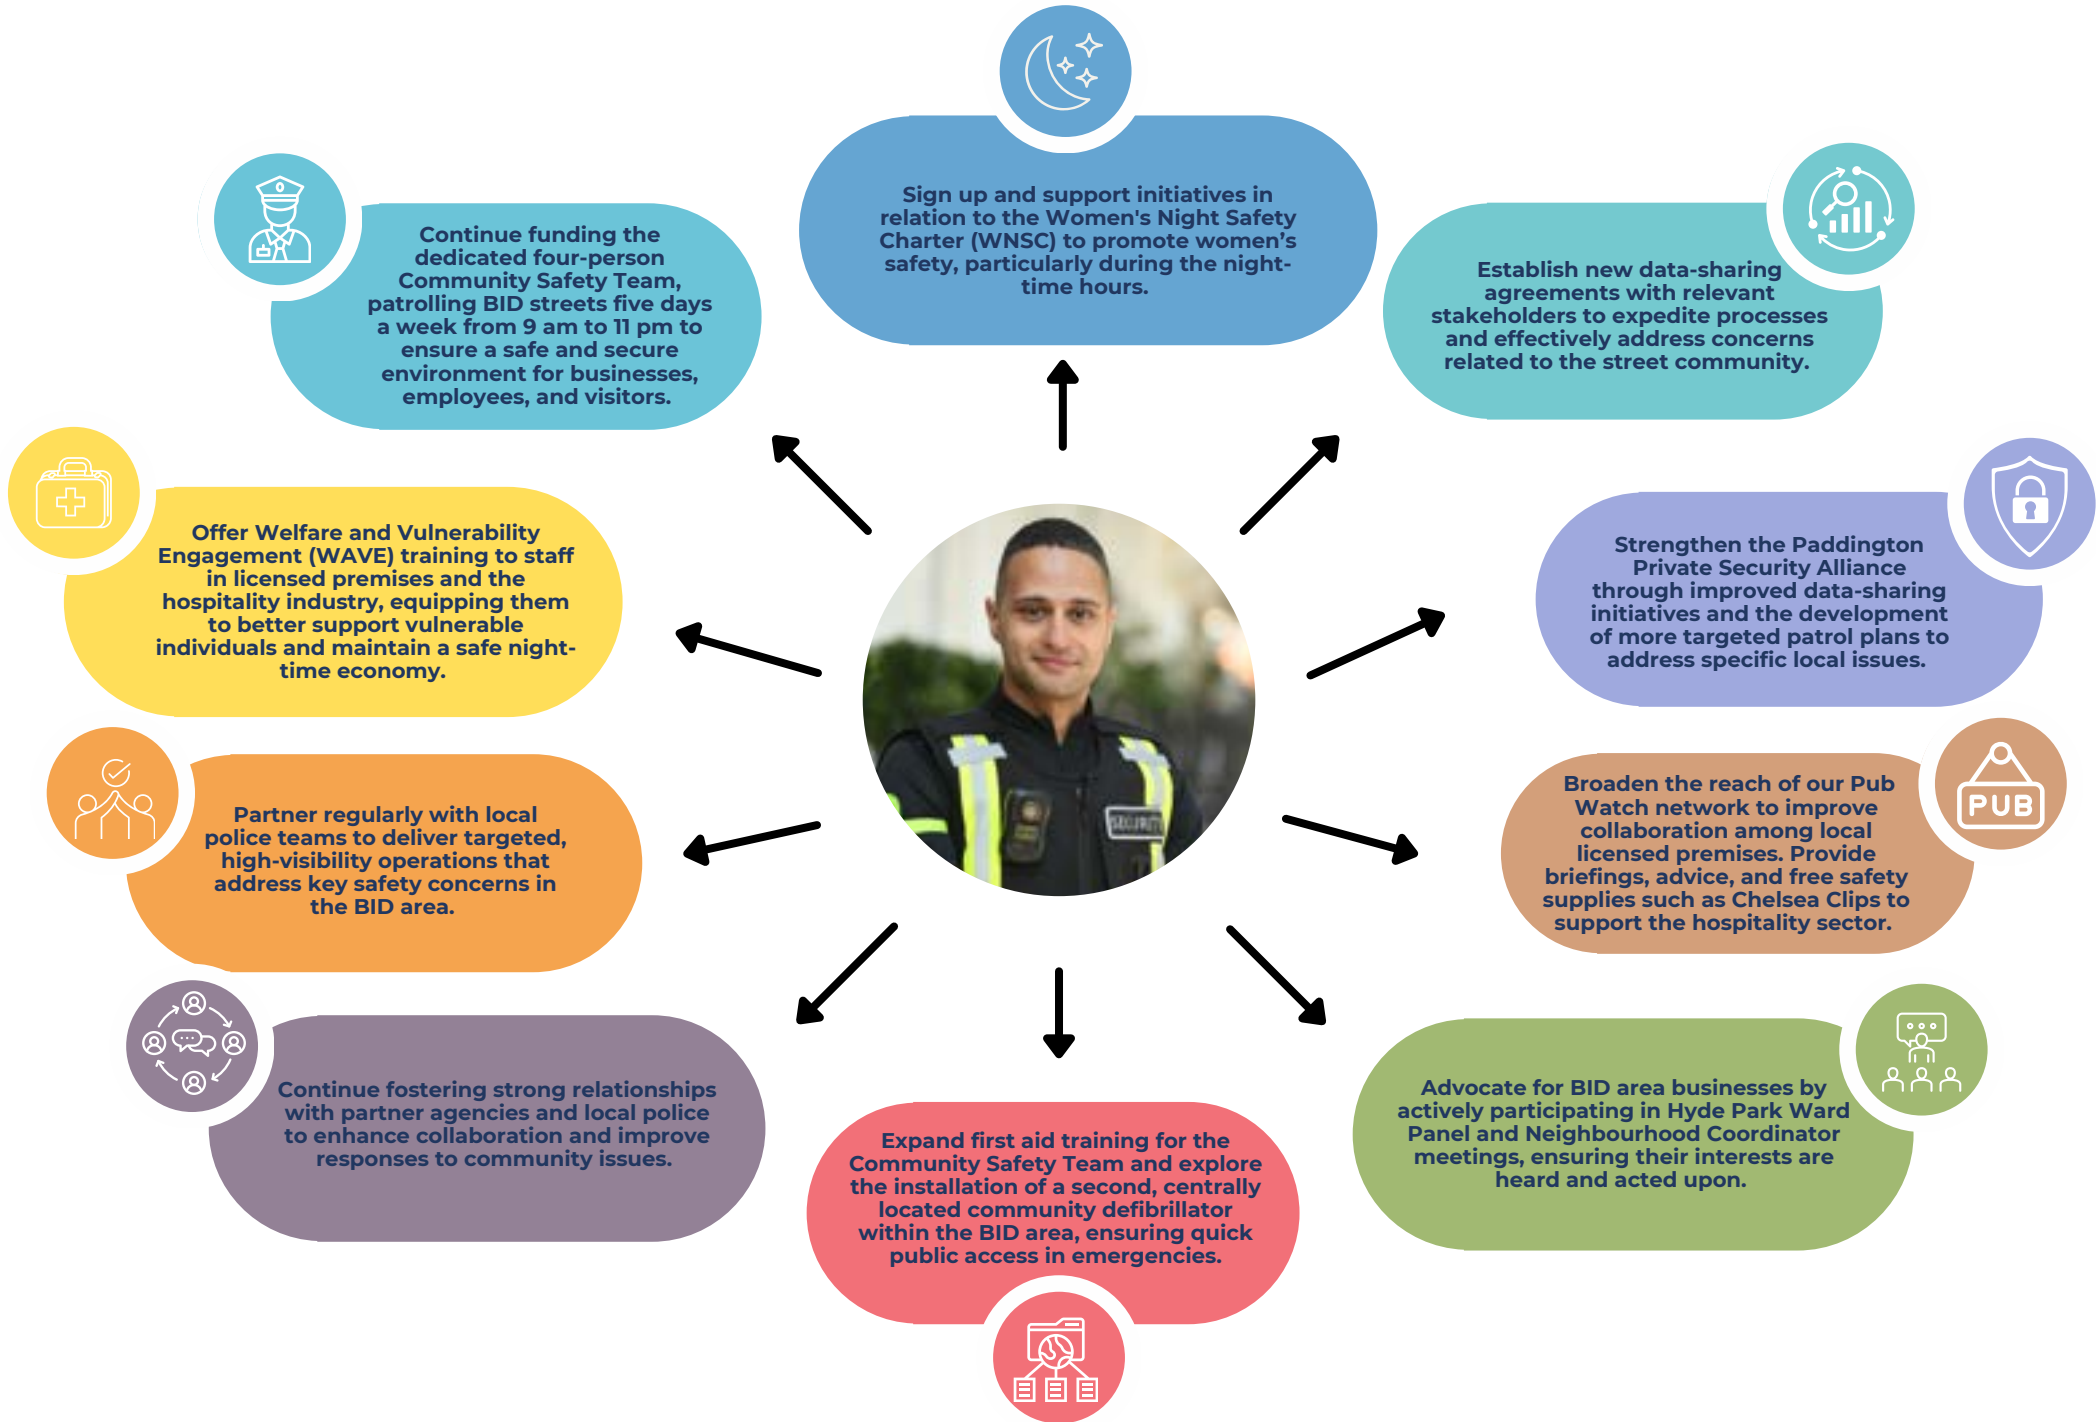 Sign up and support initiatives in
relation to the Women's Night Safety
Charter (WNSC) to promote women’s
safety, particularly during the night-
time hours.
Continue funding the
dedicated four-person
Community Safety Team,
patrolling BID streets five days
a week from 9 am to 11 pm to
ensure a safe and secure
environment for businesses,
employees, and visitors.
Establish new data-sharing
agreements with relevant
stakeholders to expedite processes
and effectively address concerns
related to the street community.
Offer Welfare and Vulnerability
Engagement (WAVE) training to staff
in licensed premises and the
hospitality industry, equipping them
to better support vulnerable
individuals and maintain a safe night-
time economy.
Strengthen the Paddington
Private Security Alliance
through improved data-sharing
initiatives and the development
of more targeted patrol plans to
address specific local issues.
Partner regularly with local
police teams to deliver targeted,
high-visibility operations that
address key safety concerns in
the BID area.
SECURITY
PUB
Broaden the reach of our Pub
Watch network to improve
collaboration among local
licensed premises. Provide
briefings, advice, and free safety
supplies such as Chelsea Clips to
support the hospitality sector.
Continue fostering strong relationships
with partner agencies and local police
to enhance collaboration and improve
responses to community issues.
Expand first aid training for the
Community Safety Team and explore
the installation of a second, centrally
located community defibrillator
within the BID area, ensuring quick
public access in emergencies.
Advocate for BID area businesses by
actively participating in Hyde Park Ward
Panel and Neighbourhood Coordinator
meetings, ensuring their interests are
heard and acted upon.